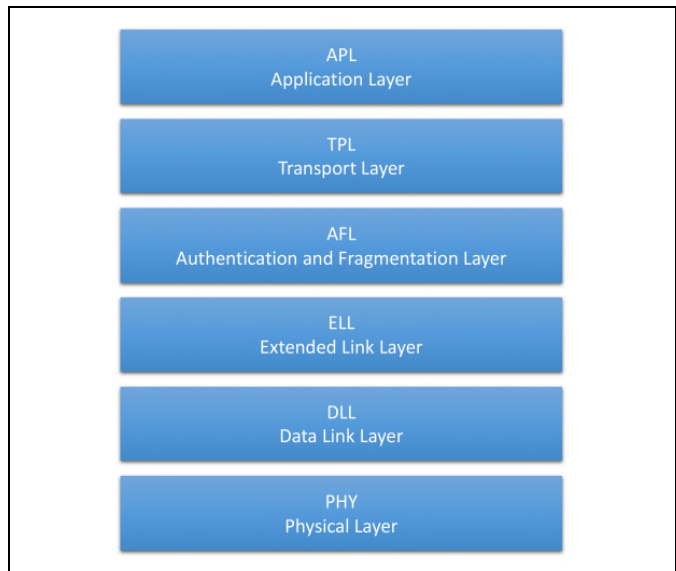 APL
Application Layer
TPL
Transport Layer
AFL
Authentication and Fragmentation Layer
ELL
Extended Link Layer
DLL
Data Link Layer
PHY
Physical Layer